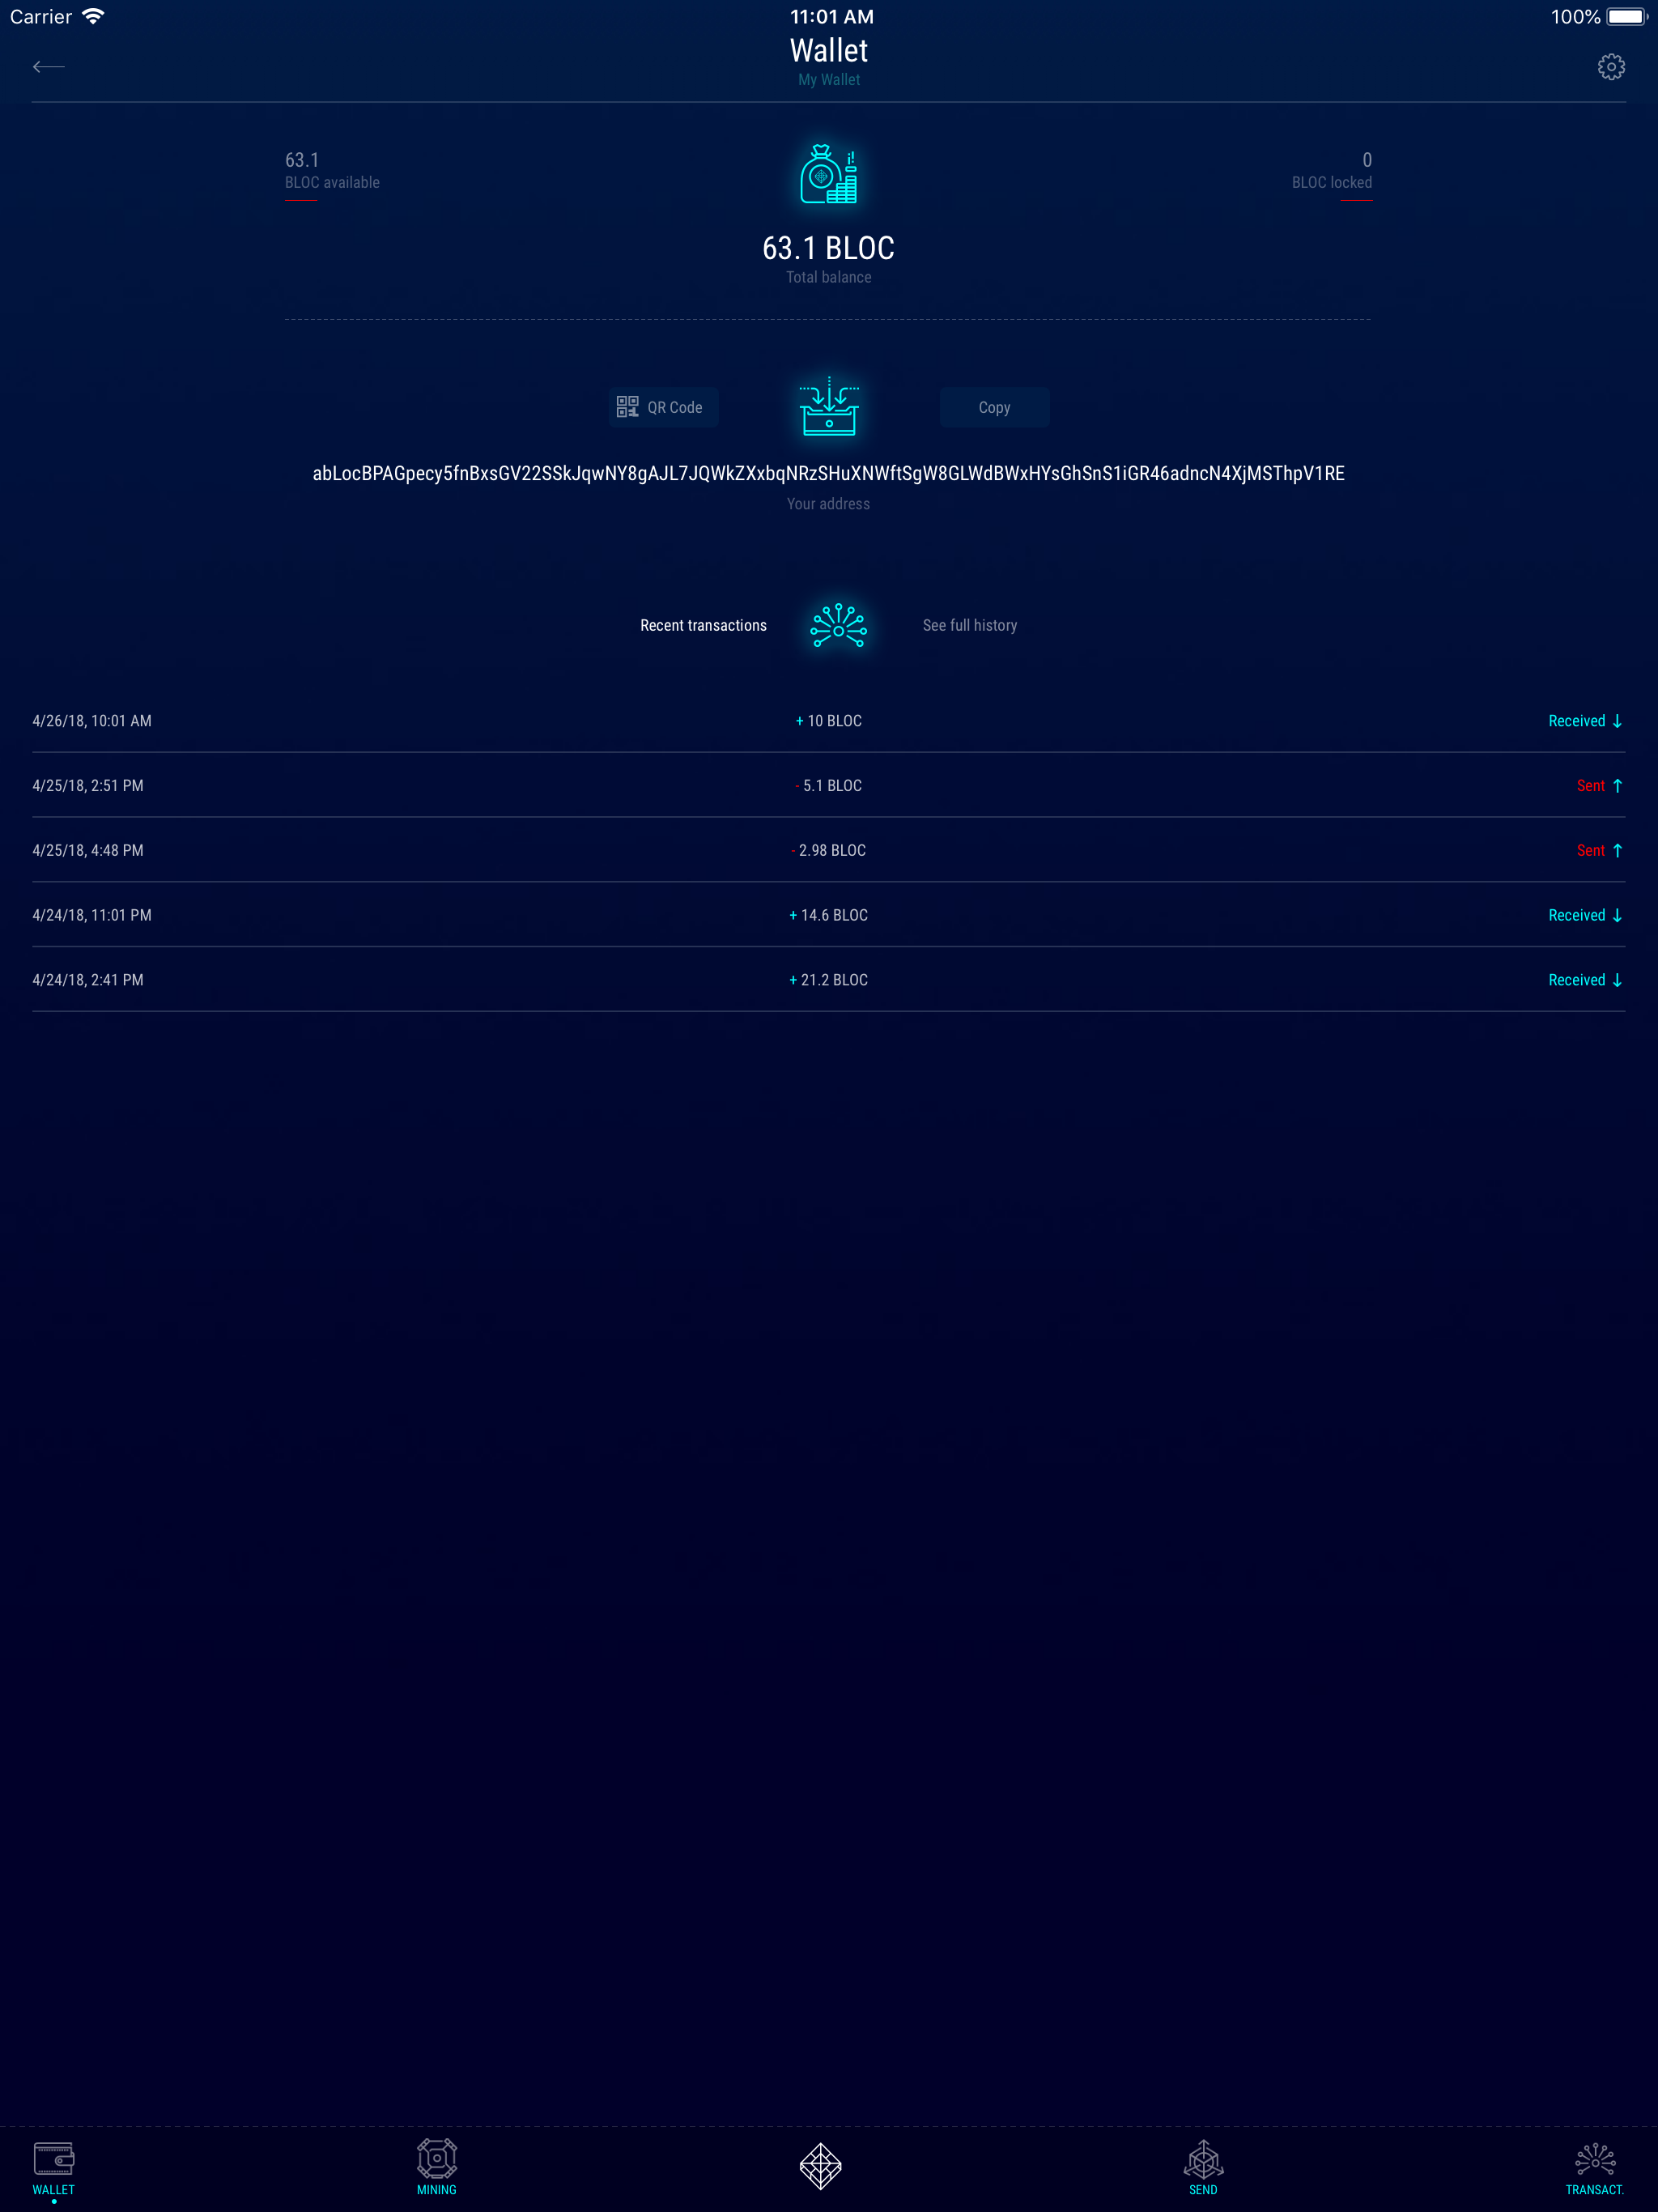 Carrier 11:01 AM 100%
Wallet
My Wallet
63.1 0
BLOC available BLOC locked
63.1 BLOC
Total balance
QR Code Copy
abLocBPAGpecy5fnBxsGV22SSkJqwNY8gAJL7JQWkZXxbqNRzSHuXNWftSgW8GLWdBWxHYsGhSnS1iGR46adncN4XjMSThpV1RE
Your address
Recent transactions See full history
4/26/18, 10:01 AM + 10 BLOC Received ↓
4/25/18, 2:51 PM - 5.1 BLOC Sent ↑
4/25/18, 4:48 PM - 2.98 BLOC Sent ↑
4/24/18, 11:01 PM + 14.6 BLOC Received ↓
4/24/18, 2:41 PM + 21.2 BLOC Received ↓
WALLET MINING SEND TRANSACT.